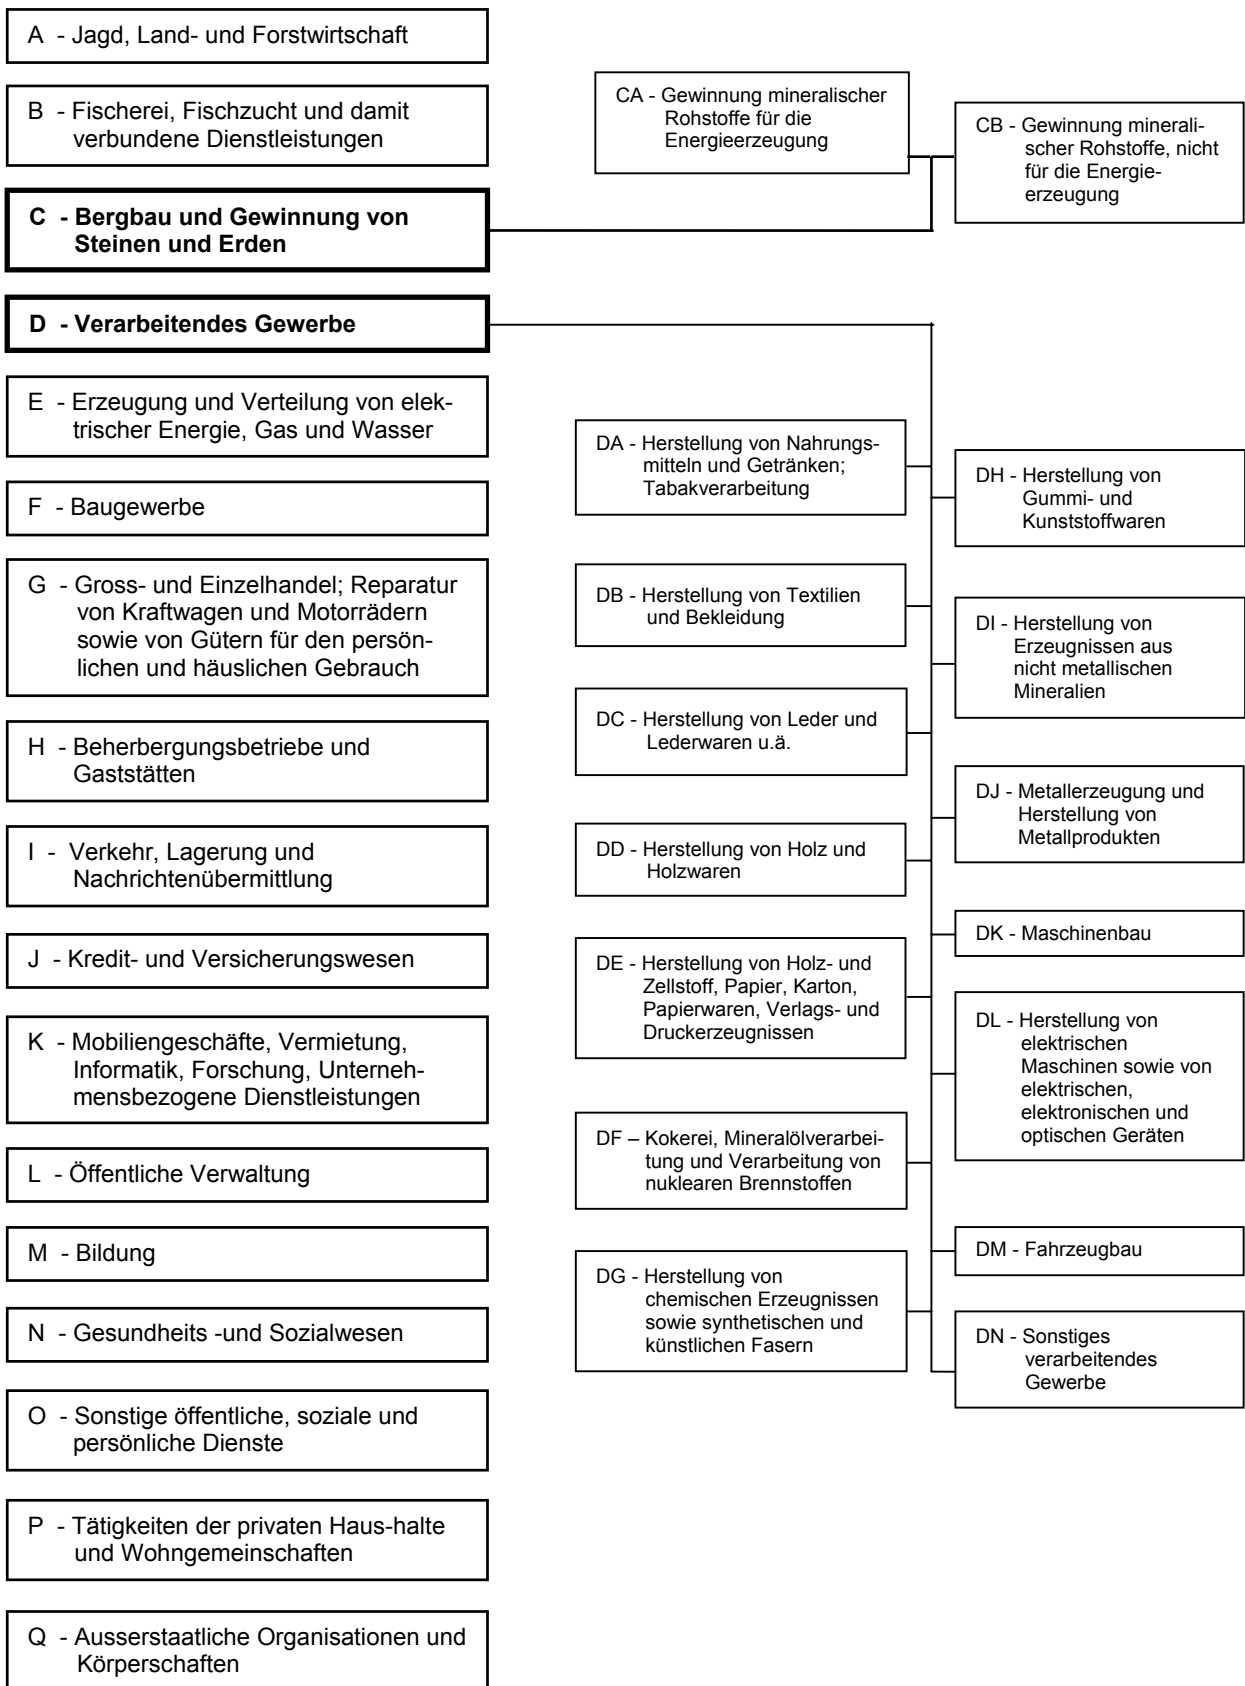 A - Jagd, Land- und Forstwirtschaft
B - Fischerei, Fischzucht und damit
verbundene Dienstleistungen
C - Bergbau und Gewinnung von
Steinen und Erden
D - Verarbeitendes Gewerbe
E - Erzeugung und Verteilung von elek-
trischer Energie, Gas und Wasser
F - Baugewerbe
G - Gross- und Einzelhandel; Reparatur
von Kraftwagen und Motorrädern
sowie von Gütern für den persön-
lichen und häuslichen Gebrauch
H - Beherbergungsbetriebe und
Gaststätten
I - Verkehr, Lagerung und
Nachrichtenübermittlung
J - Kredit- und Versicherungswesen
K - Mobiliengeschäfte, Vermietung,
Informatik, Forschung, Unterneh-
mensbezogene Dienstleistungen
L - Öffentliche Verwaltung
M - Bildung
N - Gesundheits -und Sozialwesen
O - Sonstige öffentliche, soziale und
persönliche Dienste
P - Tätigkeiten der privaten Haus-halte
und Wohngemeinschaften
Q - Ausserstaatliche Organisationen und
Körperschaften
CA - Gewinnung mineralischer
Rohstoffe für die
Energieerzeugung
CB - Gewinnung minerali-
scher Rohstoffe, nicht
für die Energie-
erzeugung
DA - Herstellung von Nahrungs-
mitteln und Getränken;
Tabakverarbeitung
DB - Herstellung von Textilien
und Bekleidung
DC - Herstellung von Leder und
Lederwaren u.ä.
DD - Herstellung von Holz und
Holzwaren
DE - Herstellung von Holz- und
Zellstoff, Papier, Karton,
Papierwaren, Verlags- und
Druckerzeugnissen
DF – Kokerei, Mineralölverarbei-
tung und Verarbeitung von
nuklearen Brennstoffen
DG - Herstellung von
chemischen Erzeugnissen
sowie synthetischen und
künstlichen Fasern
DH - Herstellung von
Gummi- und
Kunststoffwaren
DI - Herstellung von
Erzeugnissen aus
nicht metallischen
Mineralien
DJ - Metallerzeugung und
Herstellung von
Metallprodukten
DK - Maschinenbau
DL - Herstellung von
elektrischen
Maschinen sowie von
elektrischen,
elektronischen und
optischen Geräten
DM - Fahrzeugbau
DN - Sonstiges
verarbeitendes
Gewerbe